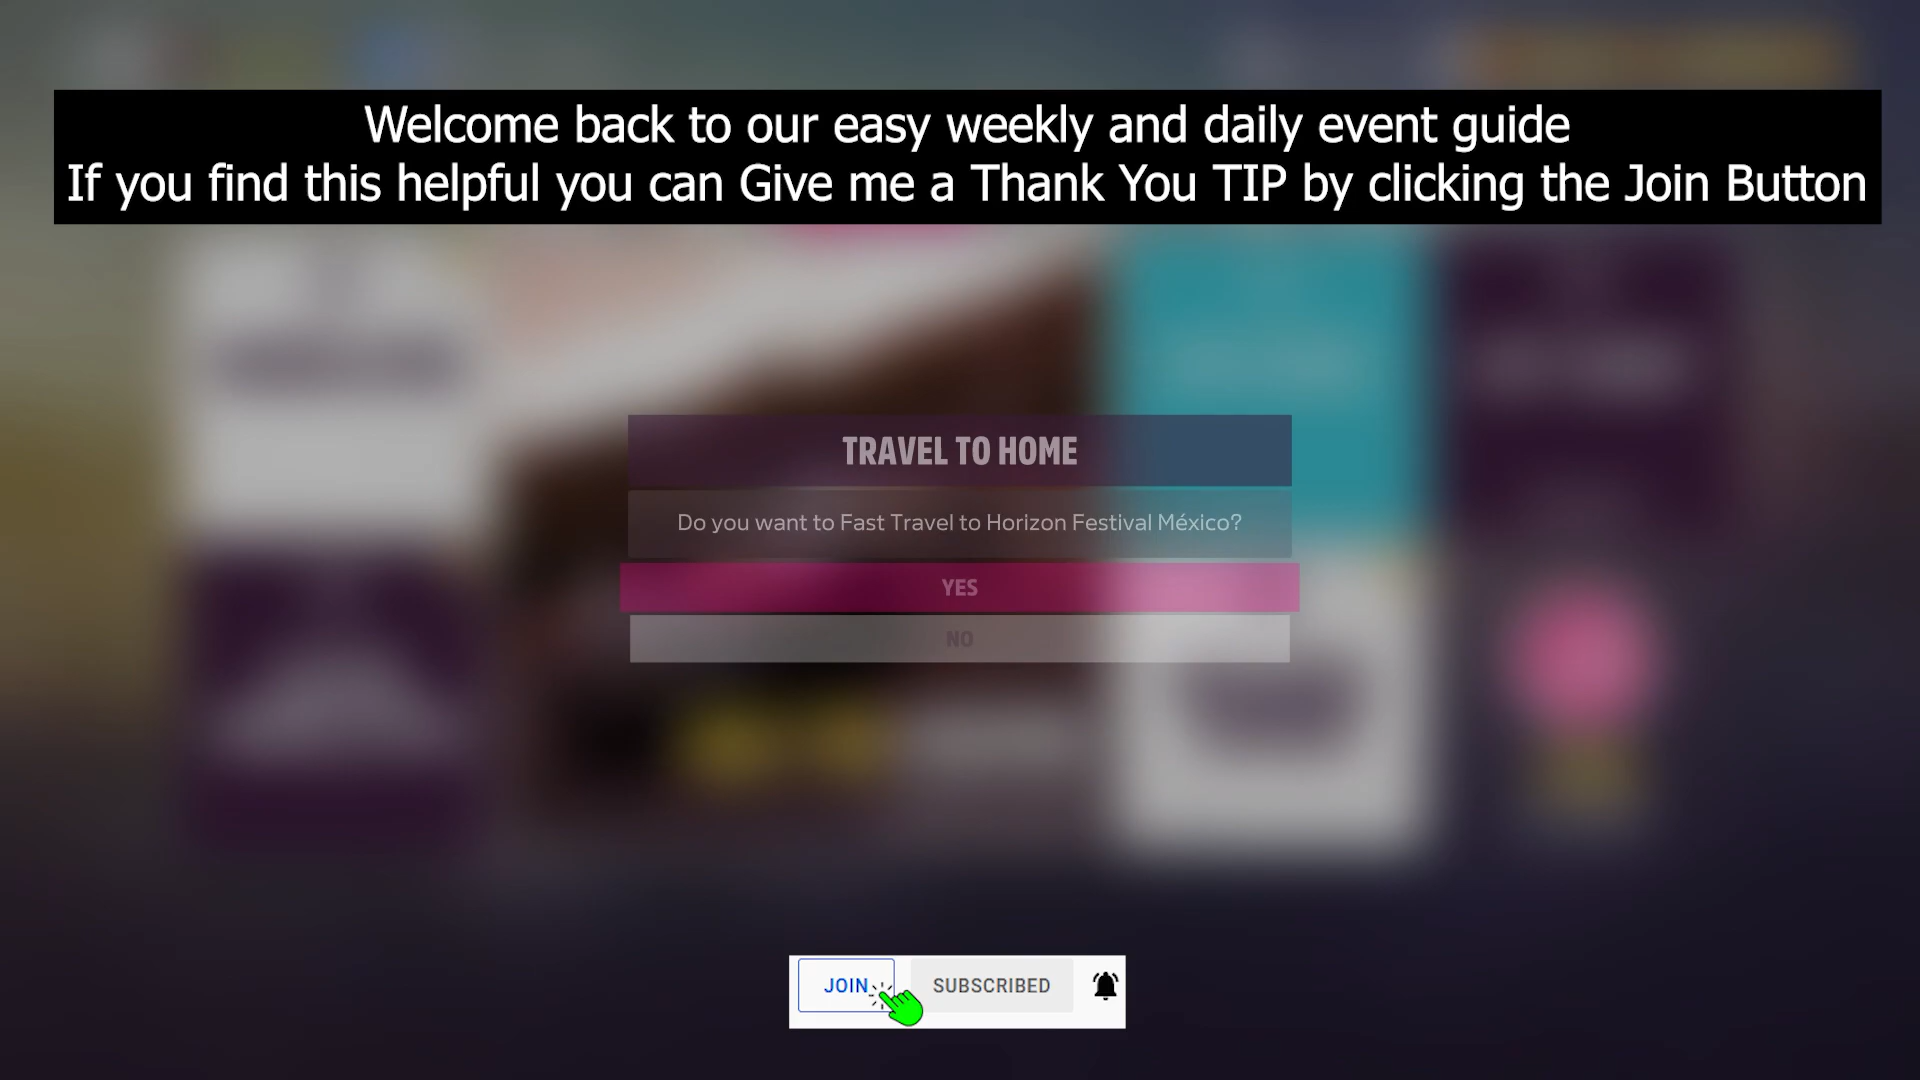 Welcome back to our easy weekly and daily event guide
If you find this helpful you can Give me a Thank You TIP by clicking the Join Button
TRAVEL TO HOME
Do you want to Fast Travel to Horizon Festival México?
YES
NO
JOIN SUBSCRIBED